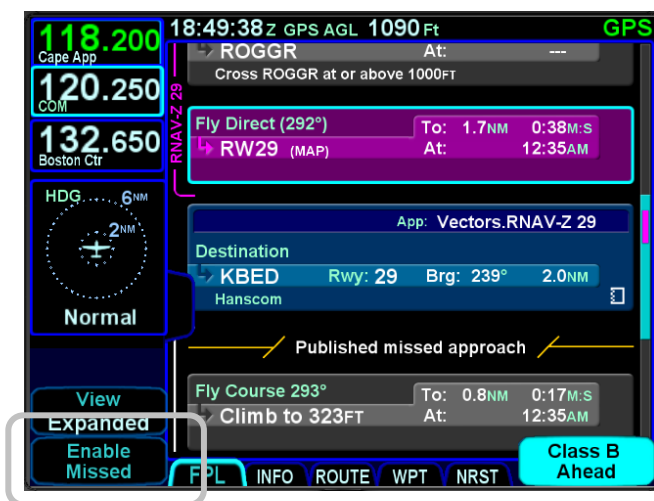 118.200
Cape App
120.250
COM
132.650
Boston Ctr
HDG 6NM
2NM
Normal
View
Expanded
Enable
Missed
18:49:38Z GPS AGL 1090 Ft GPS
ROGGR At: ---
Cross ROGGR at or above 1000FT
RNAV-Z 29
Fly Direct (292°) To: 1.7NM 0:38M:S
RW29 (MAP) At: 12:35AM
App: Vectors.RNAV-Z 29
Destination
KBED Rwy: 29 Brg: 239° 2.0NM
Hanscom
Published missed approach
Fly Course 293° To: 0.8NM 0:17M:S
Climb to 323FT At: 12:35AM
Class B
Ahead
FPL INFO ROUTE WPT NRST